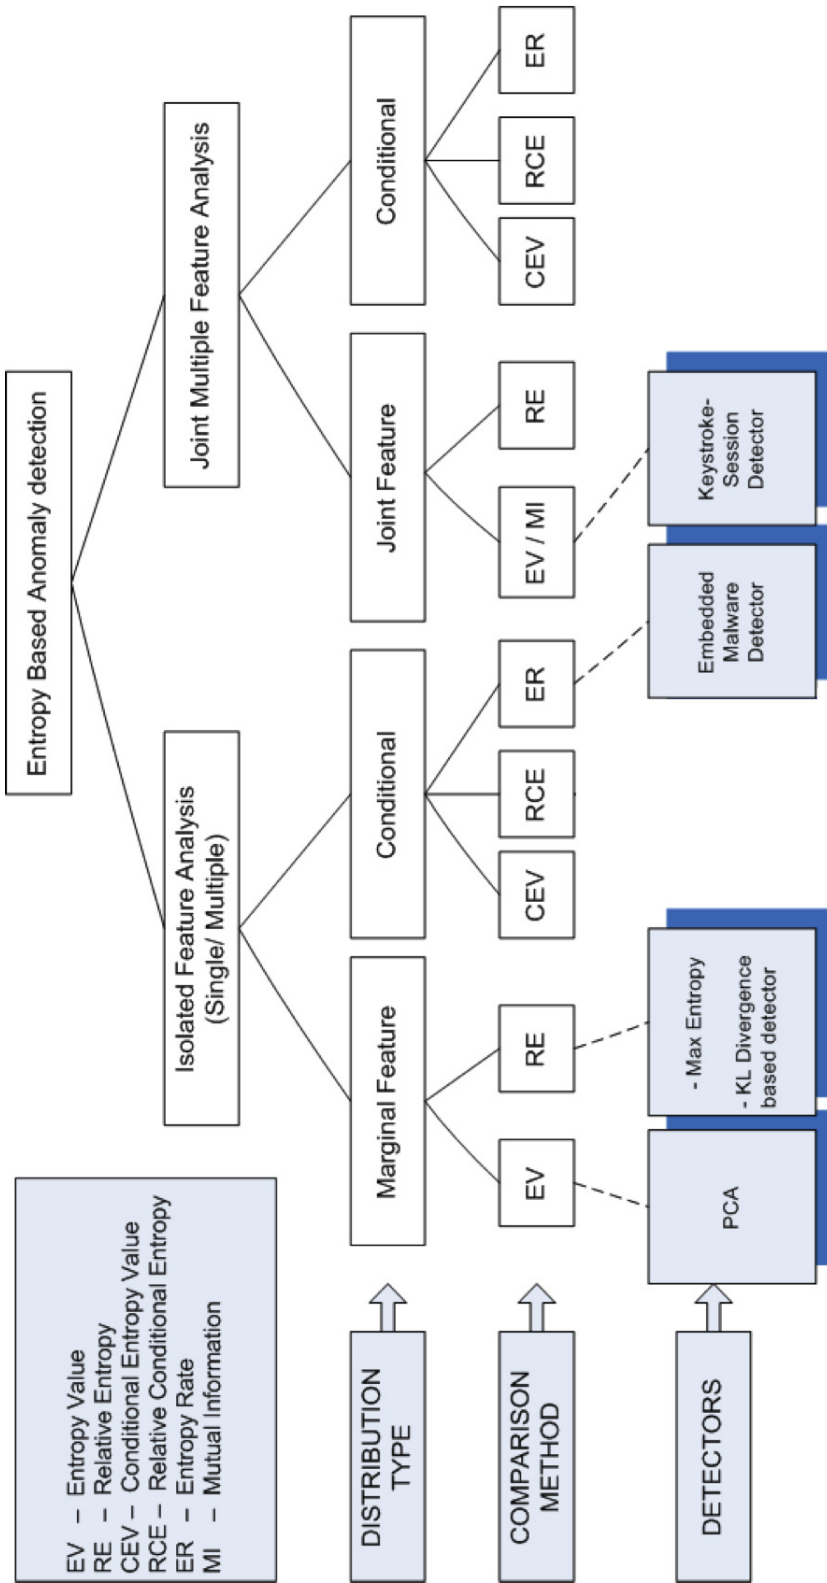 Entropy Based Anomaly detection
Isolated Feature Analysis
(Single/ Multiple)
Joint Multiple Feature Analysis
EV – Entropy Value
RE – Relative Entropy
CEV – Conditional Entropy Value
RCE – Relative Conditional Entropy
ER – Entropy Rate
MI – Mutual Information
DISTRIBUTION
TYPE
Marginal Feature
Conditional
Joint Feature
Conditional
COMPARISON
METHOD
EV
RE
CEV
RCE
ER
EV / MI
RE
CEV
RCE
ER
DETECTORS
PCA
- Max Entropy
- KL Divergence
based detector
Embedded
Malware
Detector
Keystroke-
Session
Detector